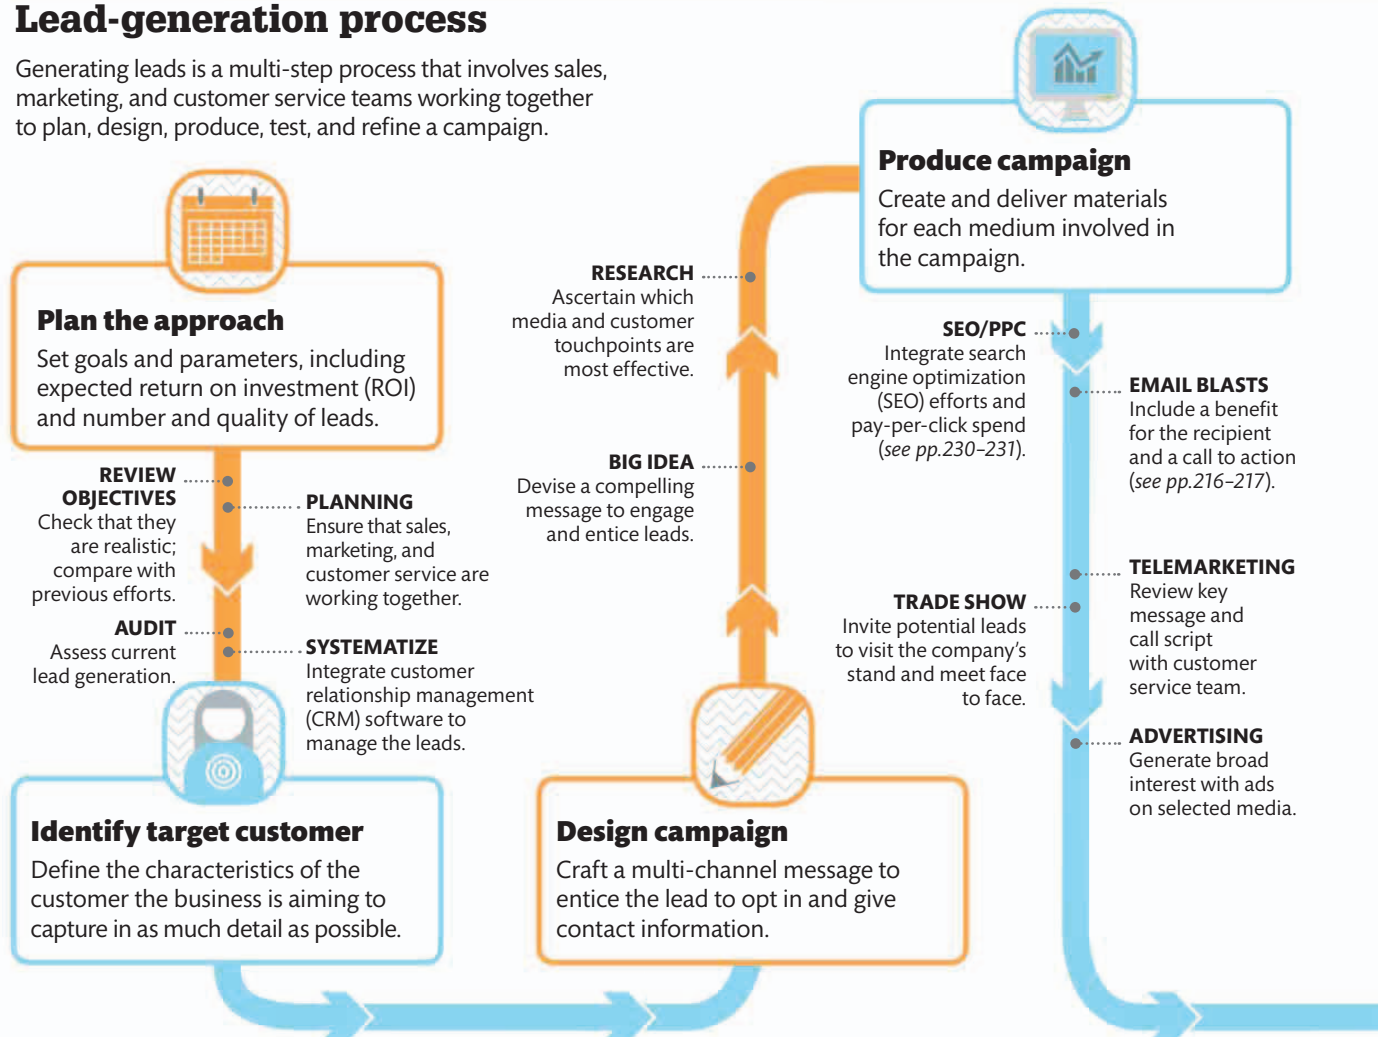 Lead-generation process
Generating leads is a multi-step process that involves sales,
marketing, and customer service teams working together
to plan, design, produce, test, and refine a campaign.
Plan the approach
Set goals and parameters, including
expected return on investment (ROI)
and number and quality of leads.
REVIEW
OBJECTIVES
Check that they
are realistic;
compare with
previous efforts.
PLANNING
Ensure that sales,
marketing, and
customer service are
working together.
AUDIT
Assess current
lead generation.
SYSTEMATIZE
Integrate customer
relationship management
(CRM) software to
manage the leads.
Identify target customer
Define the characteristics of the
customer the business is aiming to
capture in as much detail as possible.
Design campaign
Craft a multi-channel message to
entice the lead to opt in and give
contact information.
BIG IDEA
Devise a compelling
message to engage
and entice leads.
RESEARCH
Ascertain which
media and customer
touchpoints are
most effective.
Produce campaign
Create and deliver materials
for each medium involved in
the campaign.
SEO/PPC
Integrate search
engine optimization
(SEO) efforts and
pay-per-click spend
(see pp.230–231).
EMAIL BLASTS
Include a benefit
for the recipient
and a call to action
(see pp.216–217).
TELEMARKETING
Review key
message and
call script
with customer
service team.
TRADE SHOW
Invite potential leads
to visit the company's
stand and meet face
to face.
ADVERTISING
Generate broad
interest with ads
on selected media.